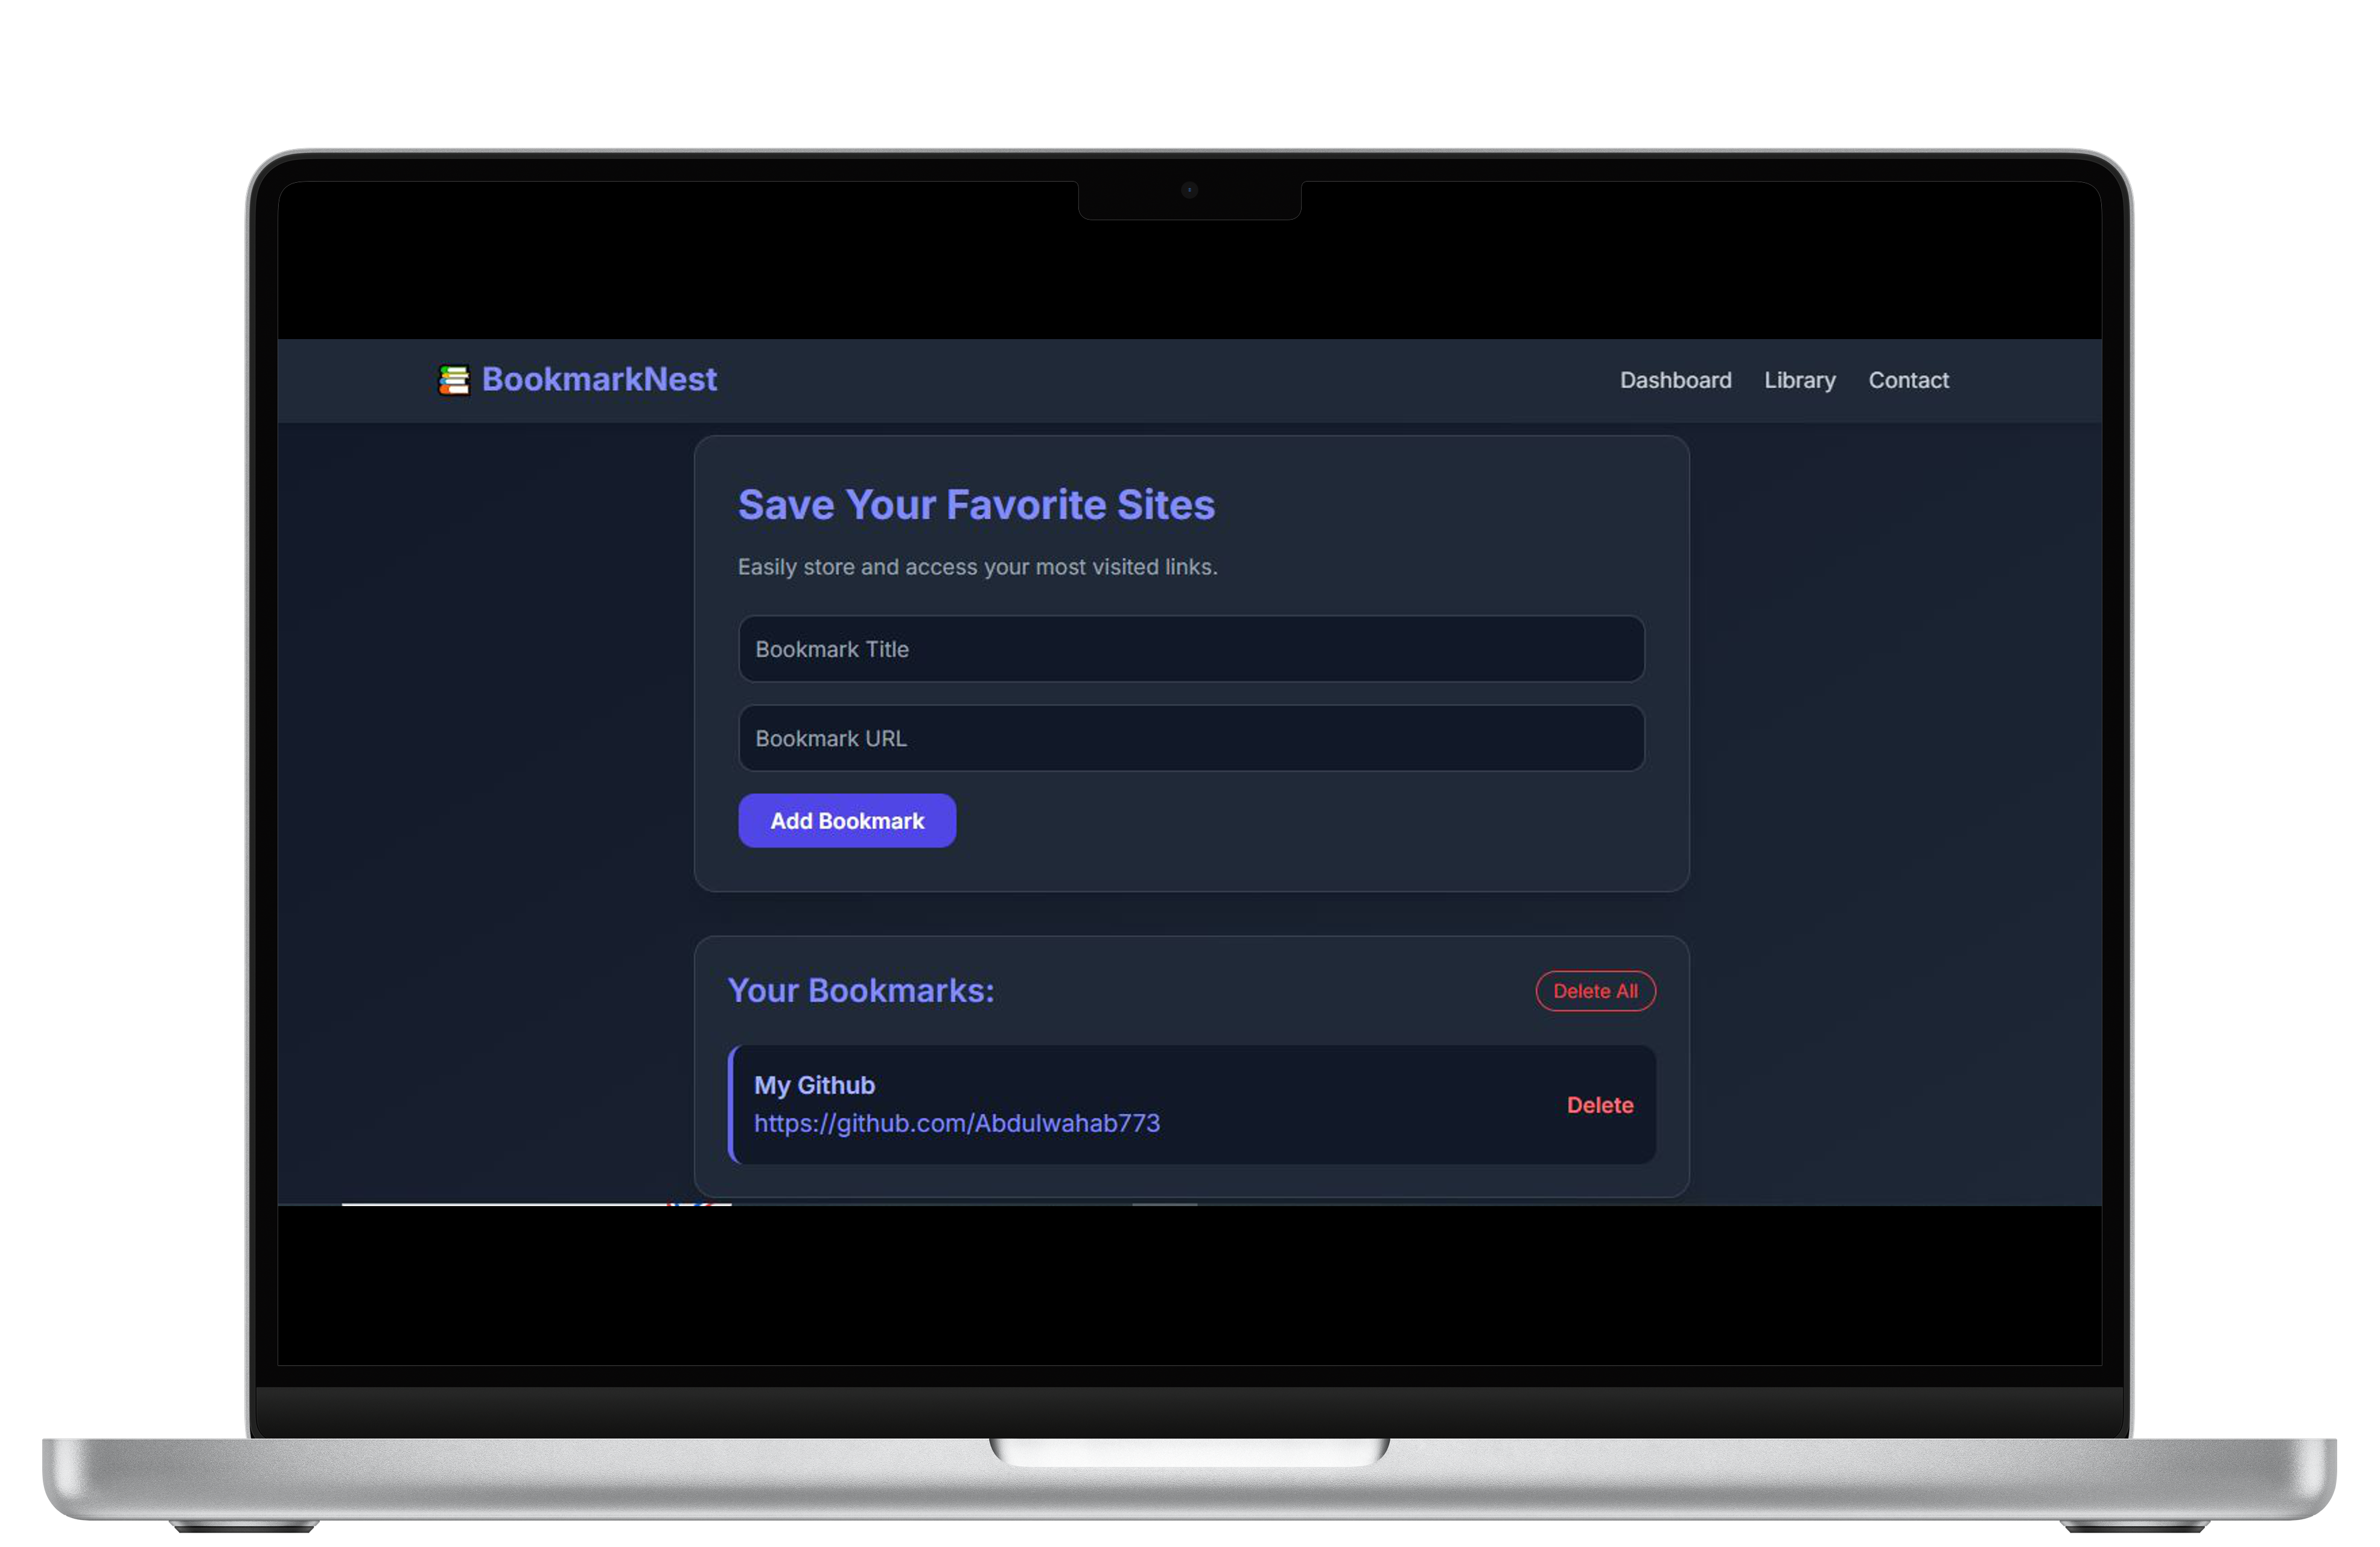 BookmarkNest
Dashboard Library Contact
Save Your Favorite Sites
Easily store and access your most visited links.
Bookmark Title
Bookmark URL
Add Bookmark
Your Bookmarks:
Delete All
My Github
https://github.com/Abdulwahab773
Delete